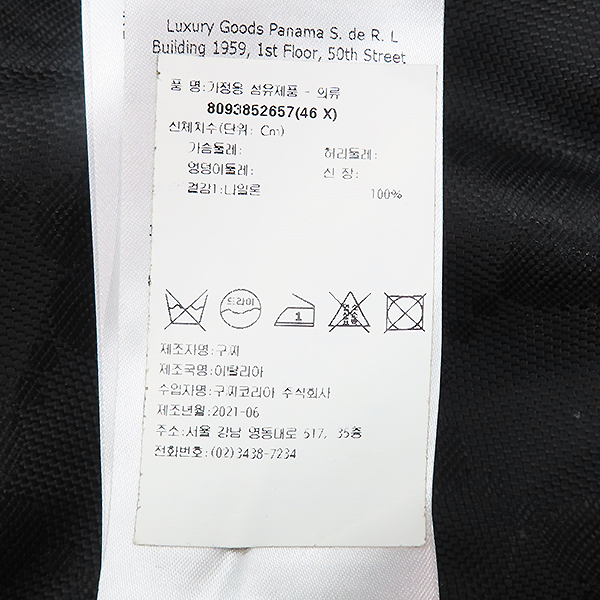 Luxury Goods Panama S. de R. L
Building 1959, 1st Floor, 50th Street
품 명:가정용 섬유제품 - 의류
8093852657(46 X)
신체치수(단위: Cm)
가슴둘레: 허리둘레:
엉덩이둘레: 신 장:
겉감1:나일론 100%
드라이
1
제조자명:구찌
제조국명:이탈리아
수입자명:구찌코리아 주식회사
제조년월:2021-06
주소:서울 강남 영동대로 517, 35층
전화번호:(02)3438-7234